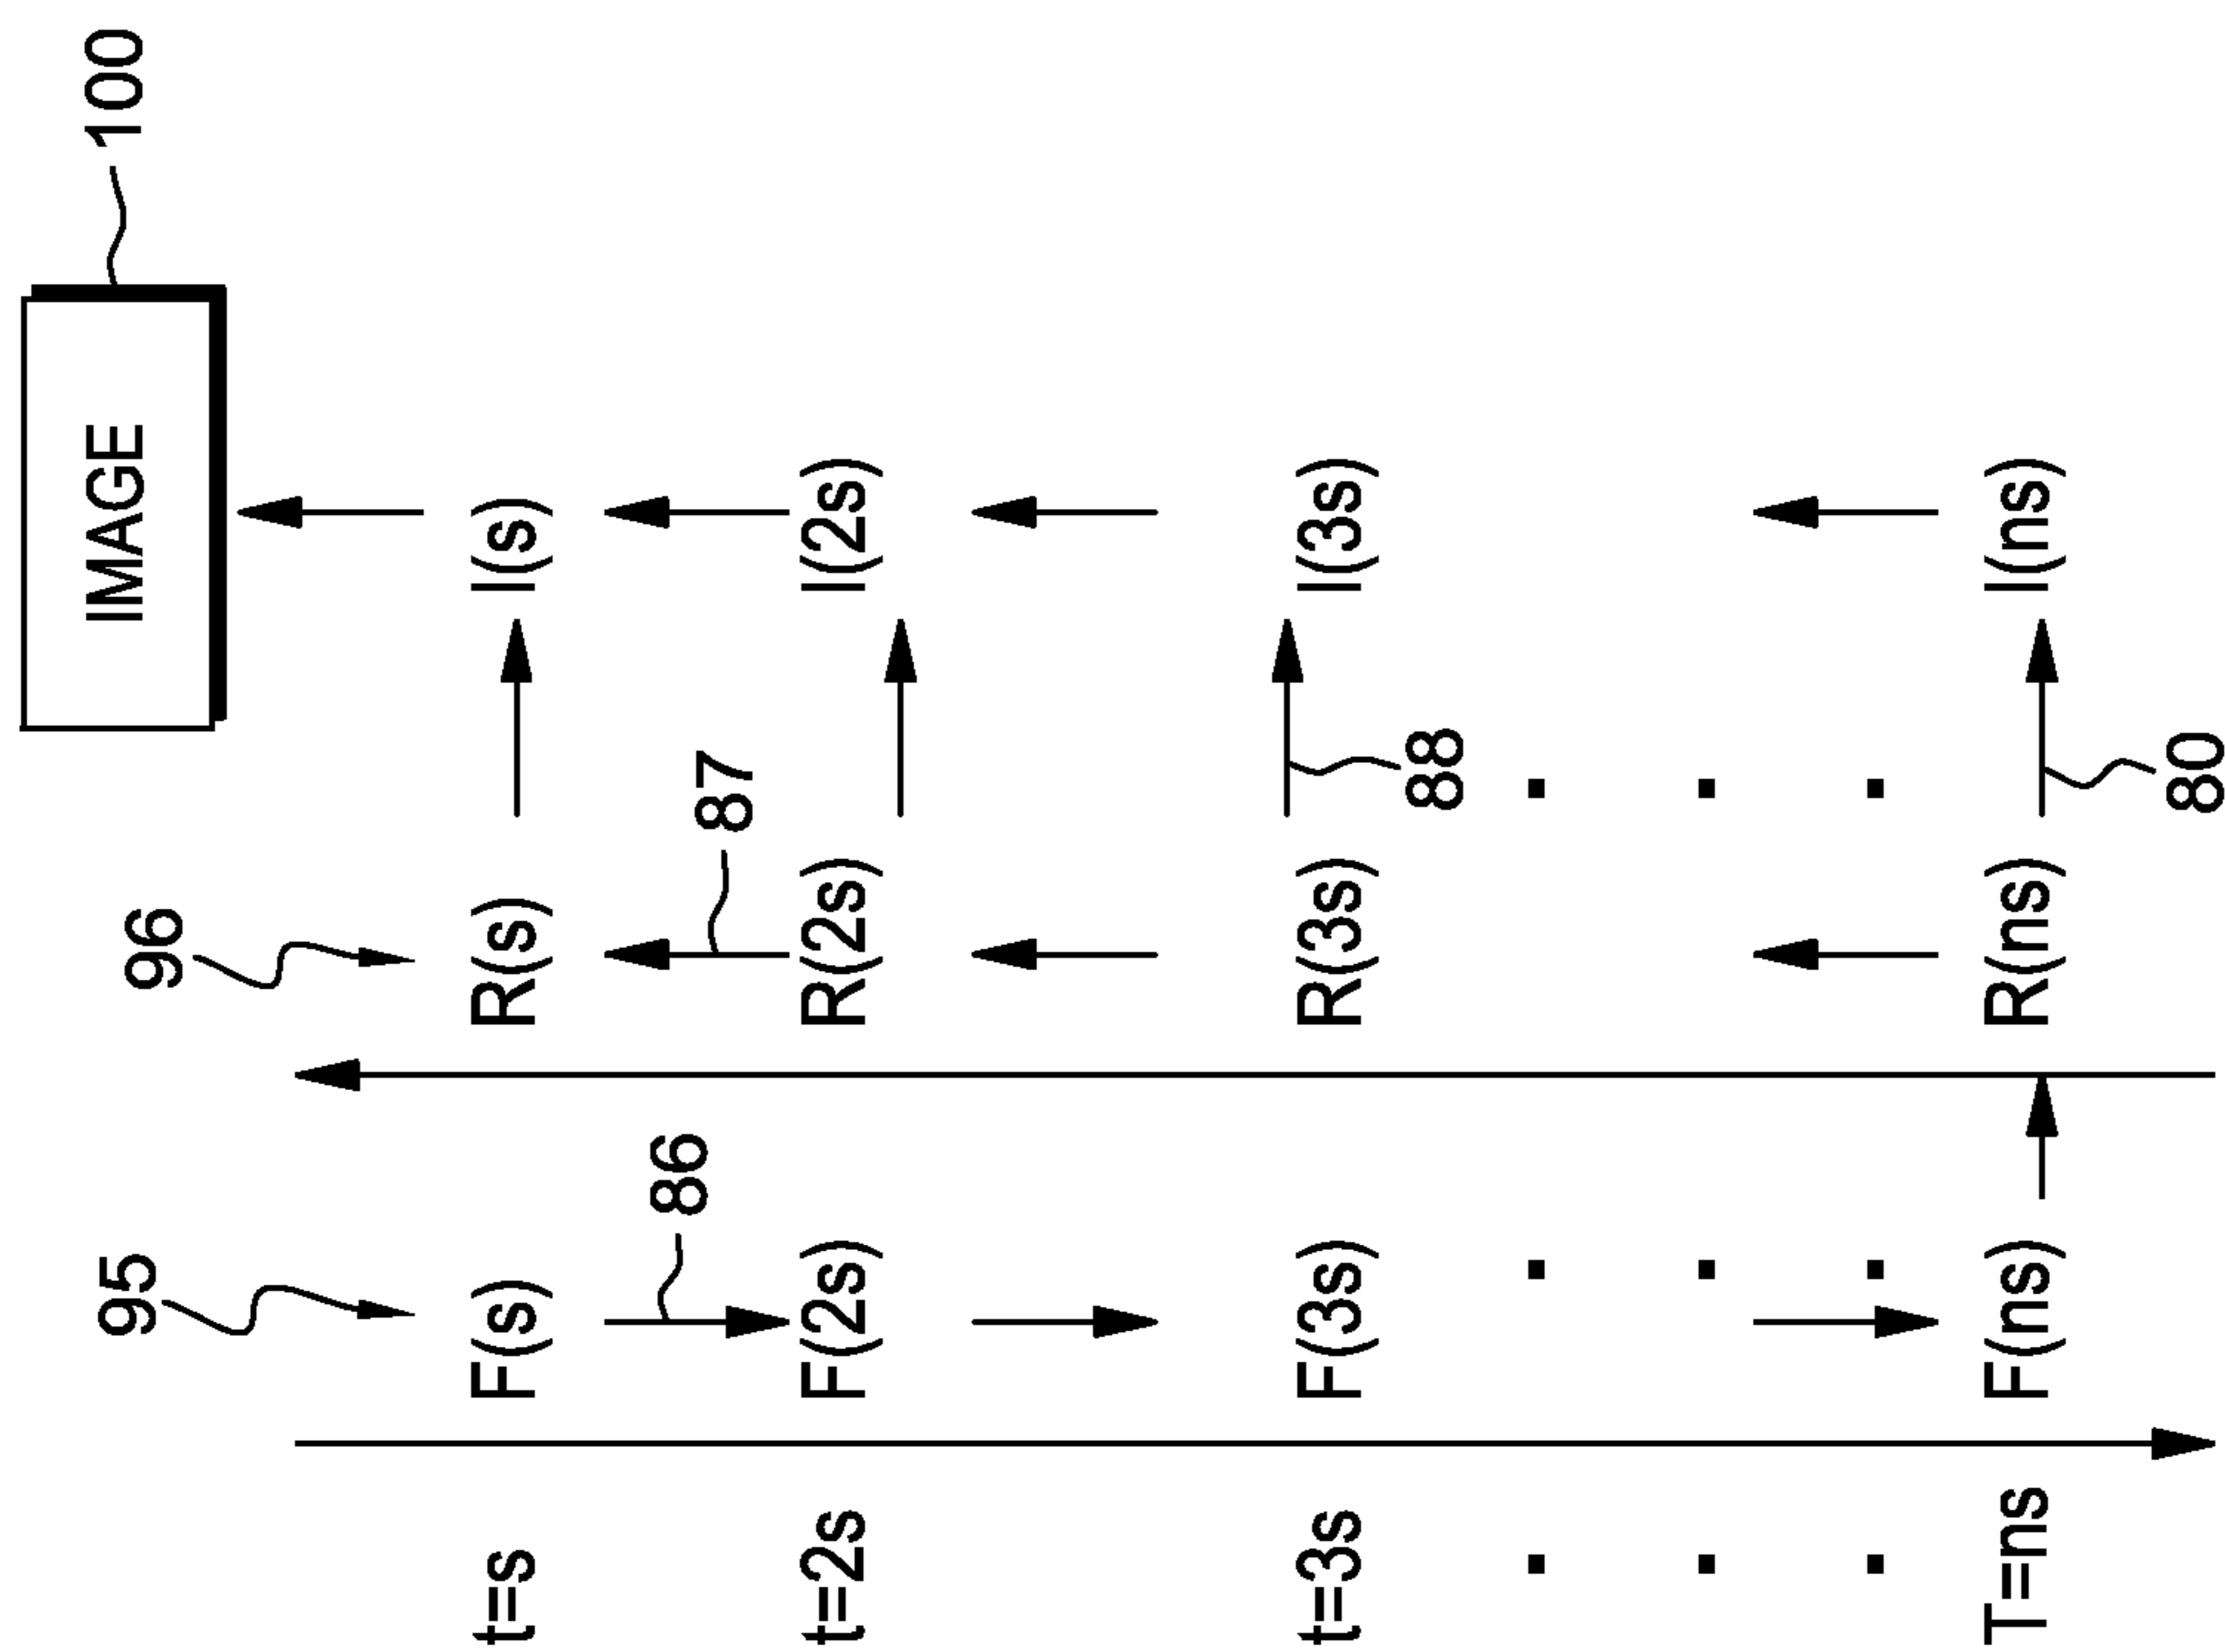 95 96 IMAGE 100
t=s F(s) R(s) I(s)
86 87
t=2s F(2s) R(2s) I(2s)
t=3s F(3s) R(3s) I(3s)
88
. . .
. . .
. . .
T=ns F(ns) R(ns) I(ns)
80